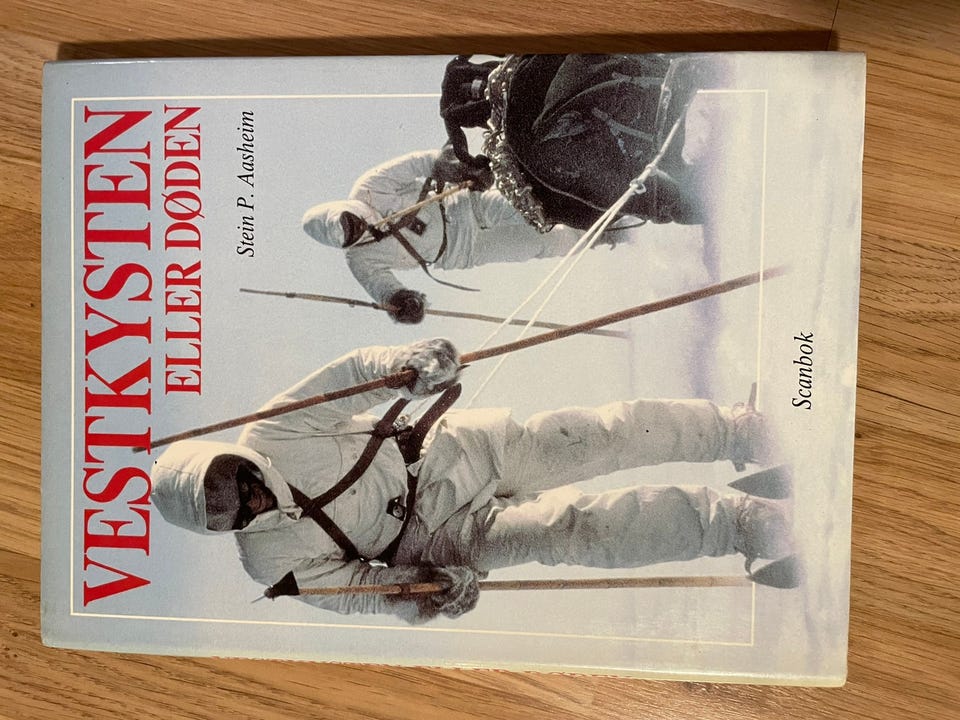 VESTKYSTEN
ELLER DØDEN
Stein P. Aasheim
Scanbok